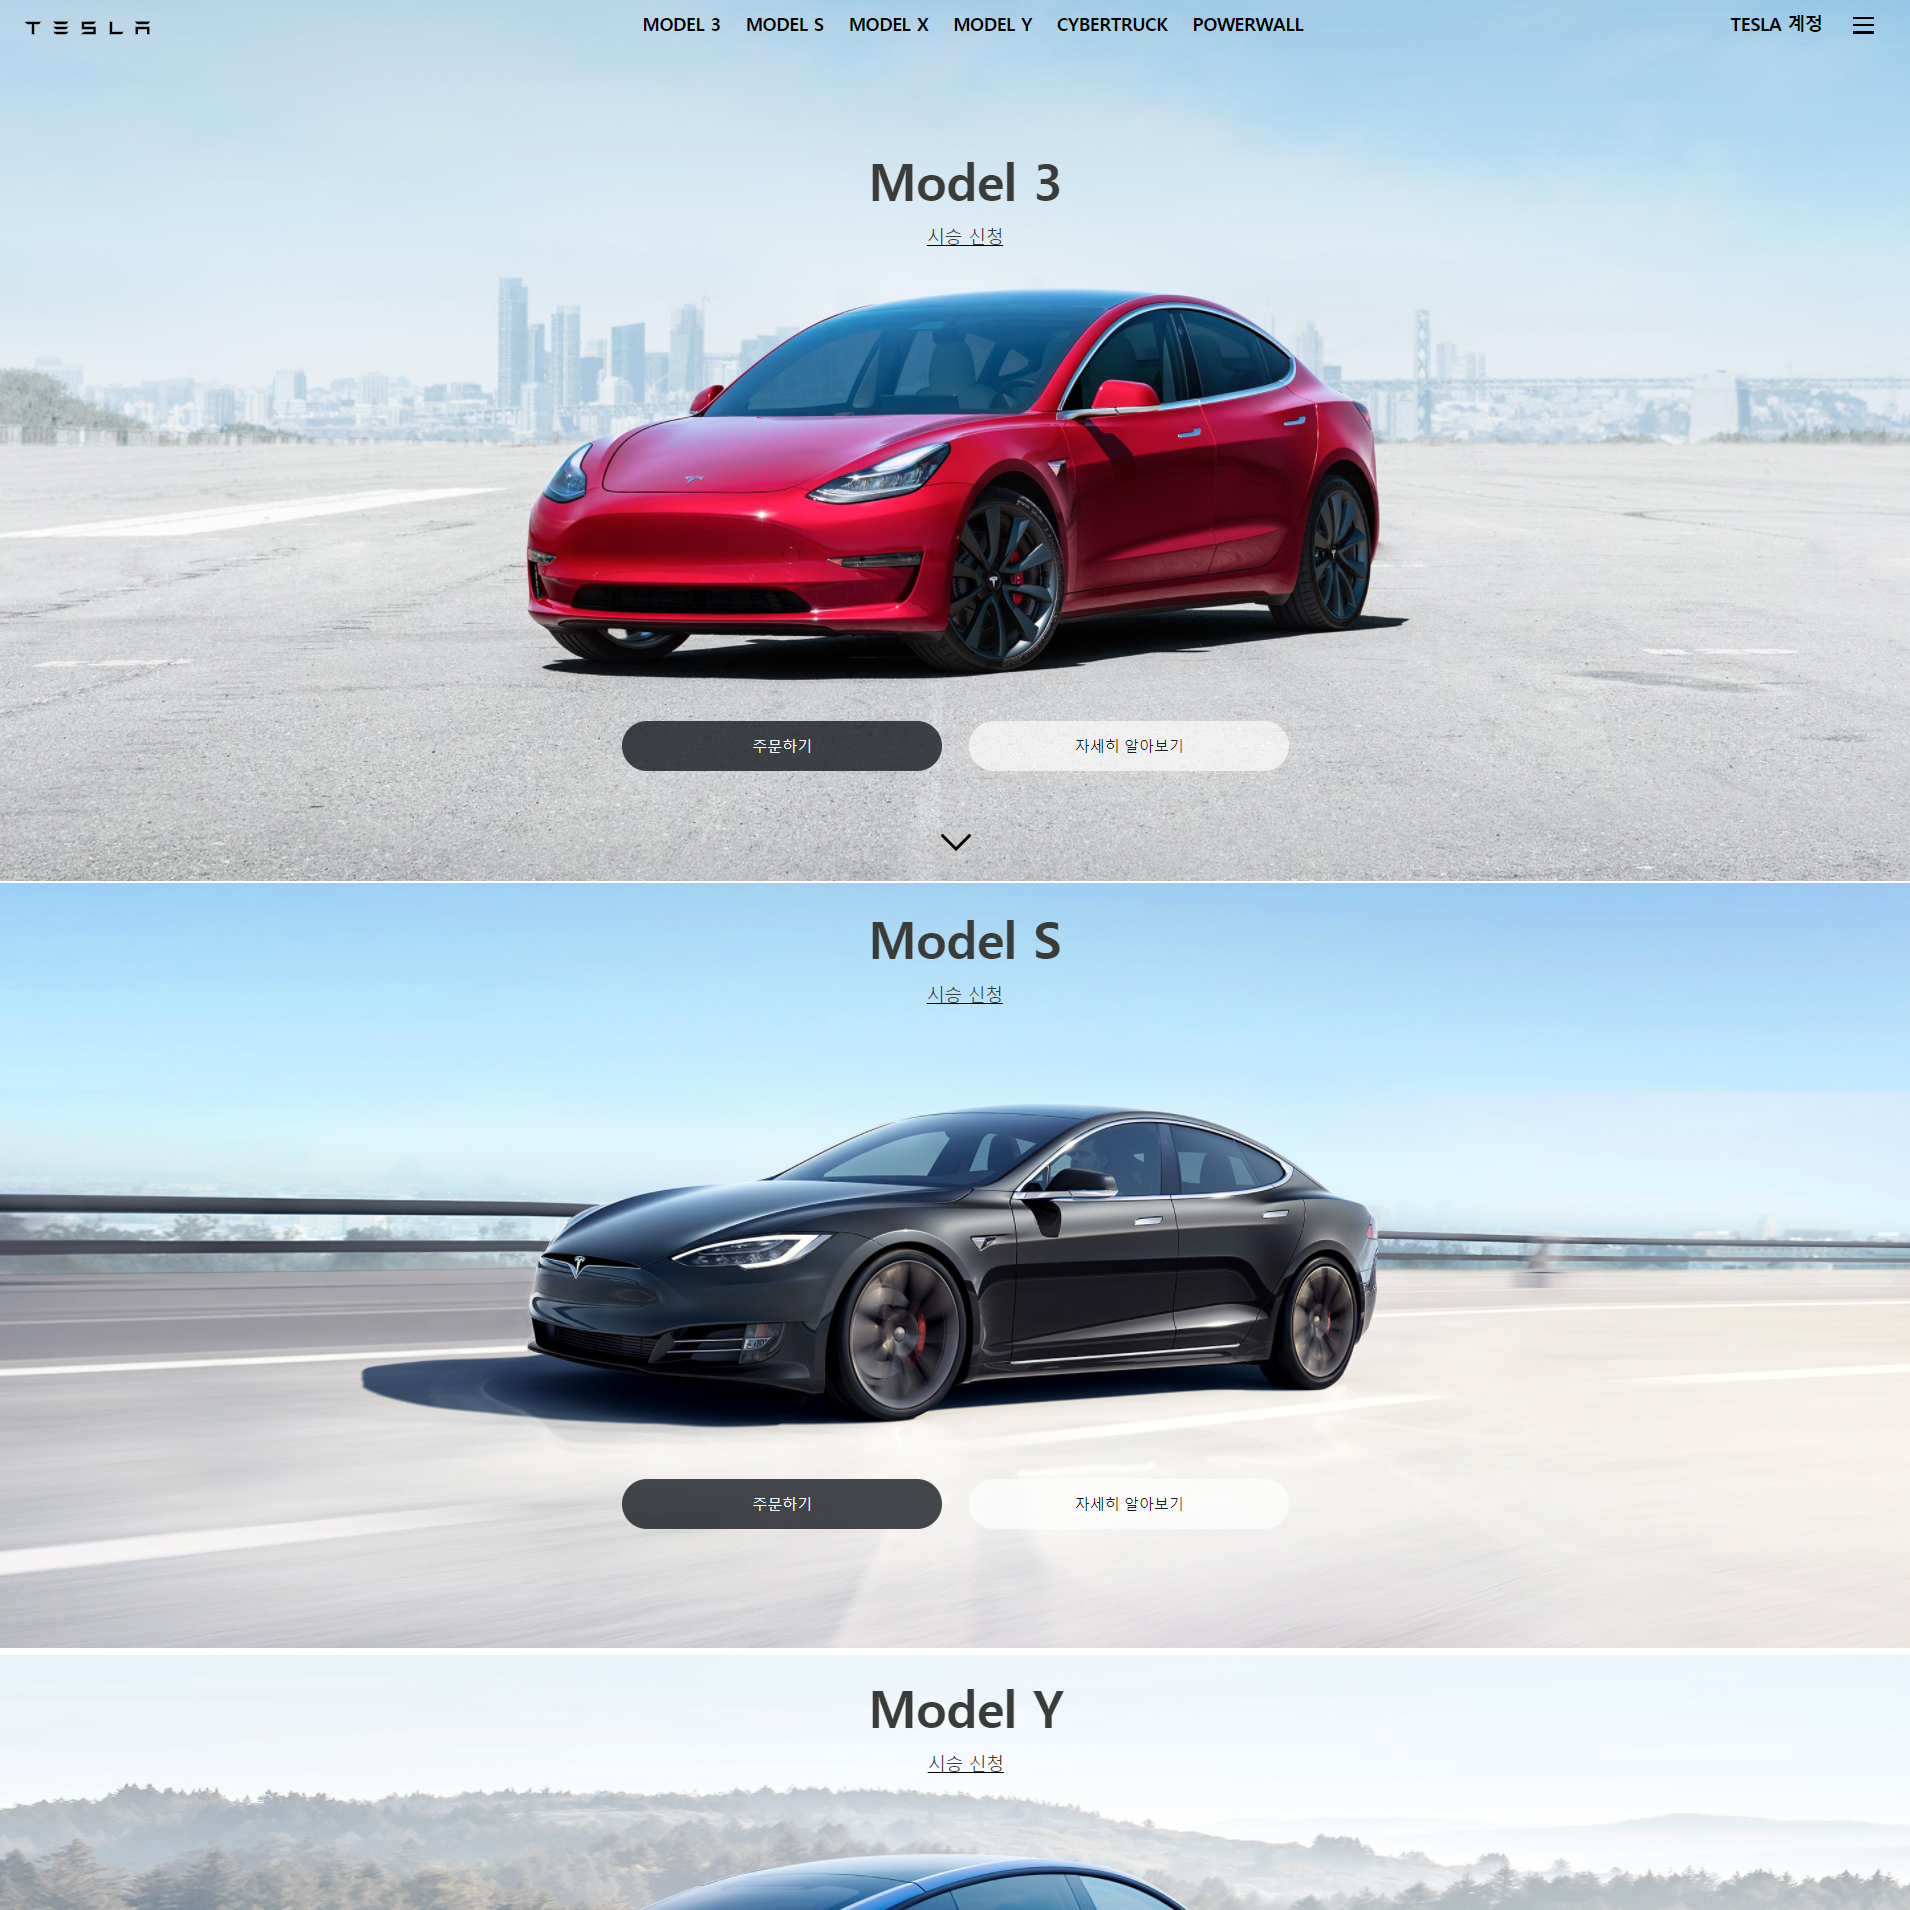 TESLA
MODEL 3 MODEL S MODEL X MODEL Y CYBERTRUCK POWERWALL
TESLA 계정
Model 3
시승 신청
주문하기
자세히 알아보기
Model S
시승 신청
주문하기
자세히 알아보기
Model Y
시승 신청